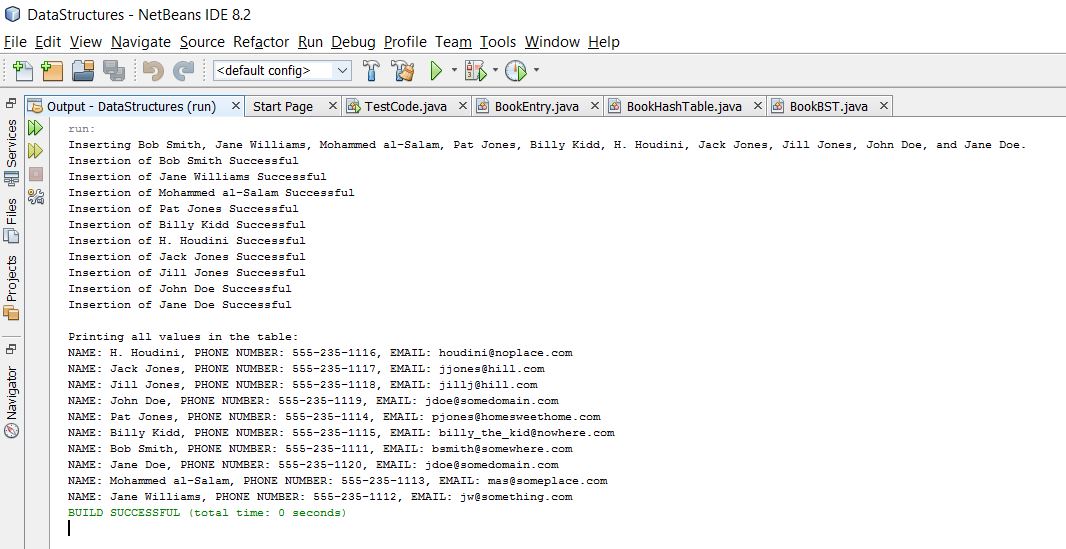 DataStructures - NetBeans IDE 8.2
File Edit View Navigate Source Refactor Run Debug Profile Team Tools Window Help
<default config>
Output - DataStructures (run) Start Page TestCode.java BookEntry.java BookHashTable.java BookBST.java
Services
Files
Projects
Navigator
run:
Inserting Bob Smith, Jane Williams, Mohammed al-Salam, Pat Jones, Billy Kidd, H. Houdini, Jack Jones, Jill Jones, John Doe, and Jane Doe.
Insertion of Bob Smith Successful
Insertion of Jane Williams Successful
Insertion of Mohammed al-Salam Successful
Insertion of Pat Jones Successful
Insertion of Billy Kidd Successful
Insertion of H. Houdini Successful
Insertion of Jack Jones Successful
Insertion of Jill Jones Successful
Insertion of John Doe Successful
Insertion of Jane Doe Successful
Printing all values in the table:
NAME: H. Houdini, PHONE NUMBER: 555-235-1116, EMAIL: houdini@noplace.com
NAME: Jack Jones, PHONE NUMBER: 555-235-1117, EMAIL: jjones@hill.com
NAME: Jill Jones, PHONE NUMBER: 555-235-1118, EMAIL: jillj@hill.com
NAME: John Doe, PHONE NUMBER: 555-235-1119, EMAIL: jdoe@somedomain.com
NAME: Pat Jones, PHONE NUMBER: 555-235-1114, EMAIL: pjones@homesweethome.com
NAME: Billy Kidd, PHONE NUMBER: 555-235-1115, EMAIL: billy_the_kid@nowhere.com
NAME: Bob Smith, PHONE NUMBER: 555-235-1111, EMAIL: bsmith@somewhere.com
NAME: Jane Doe, PHONE NUMBER: 555-235-1120, EMAIL: jdoe@somedomain.com
NAME: Mohammed al-Salam, PHONE NUMBER: 555-235-1113, EMAIL: mas@someplace.com
NAME: Jane Williams, PHONE NUMBER: 555-235-1112, EMAIL: jw@something.com
BUILD SUCCESSFUL (total time: 0 seconds)